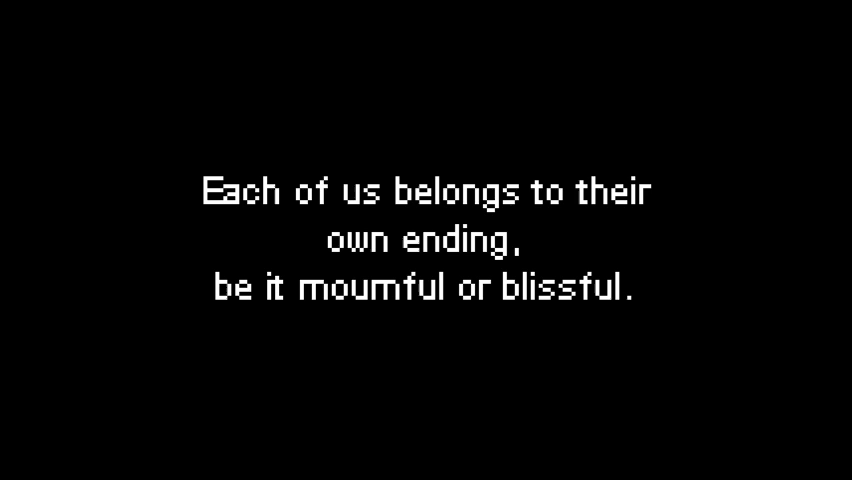 Each of us belongs to their
own ending,
be it mournful or blissful.